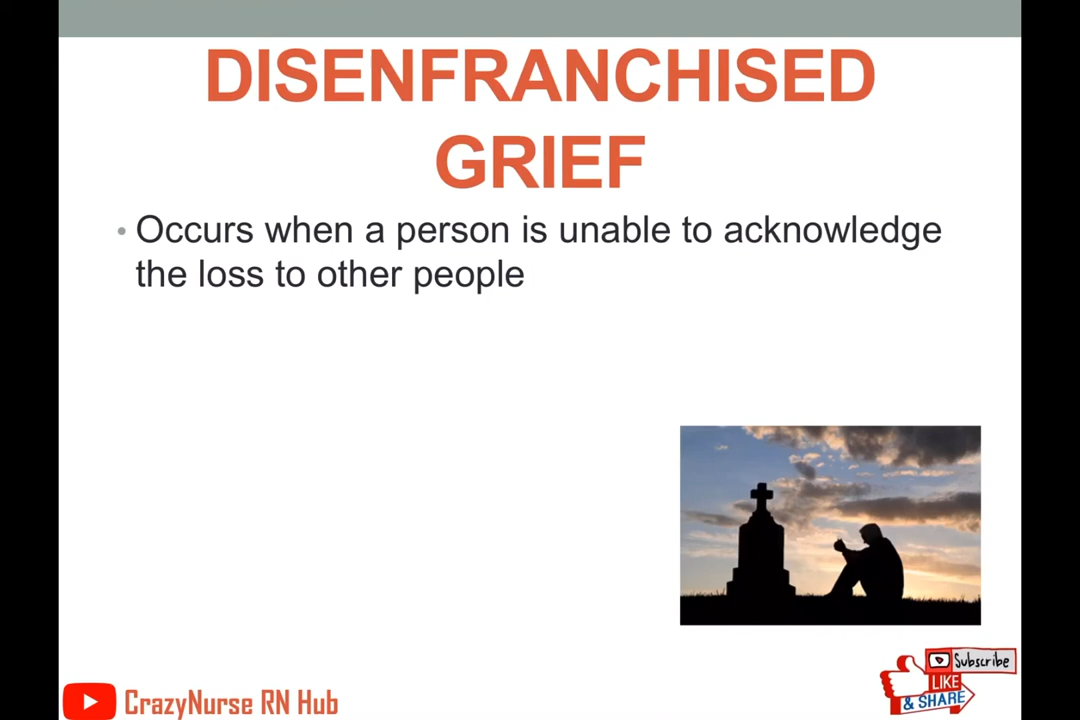 DISENFRANCHISED
GRIEF
• Occurs when a person is unable to acknowledge
the loss to other people
Subscribe
LIKE
& SHARE
CrazyNurse RN Hub